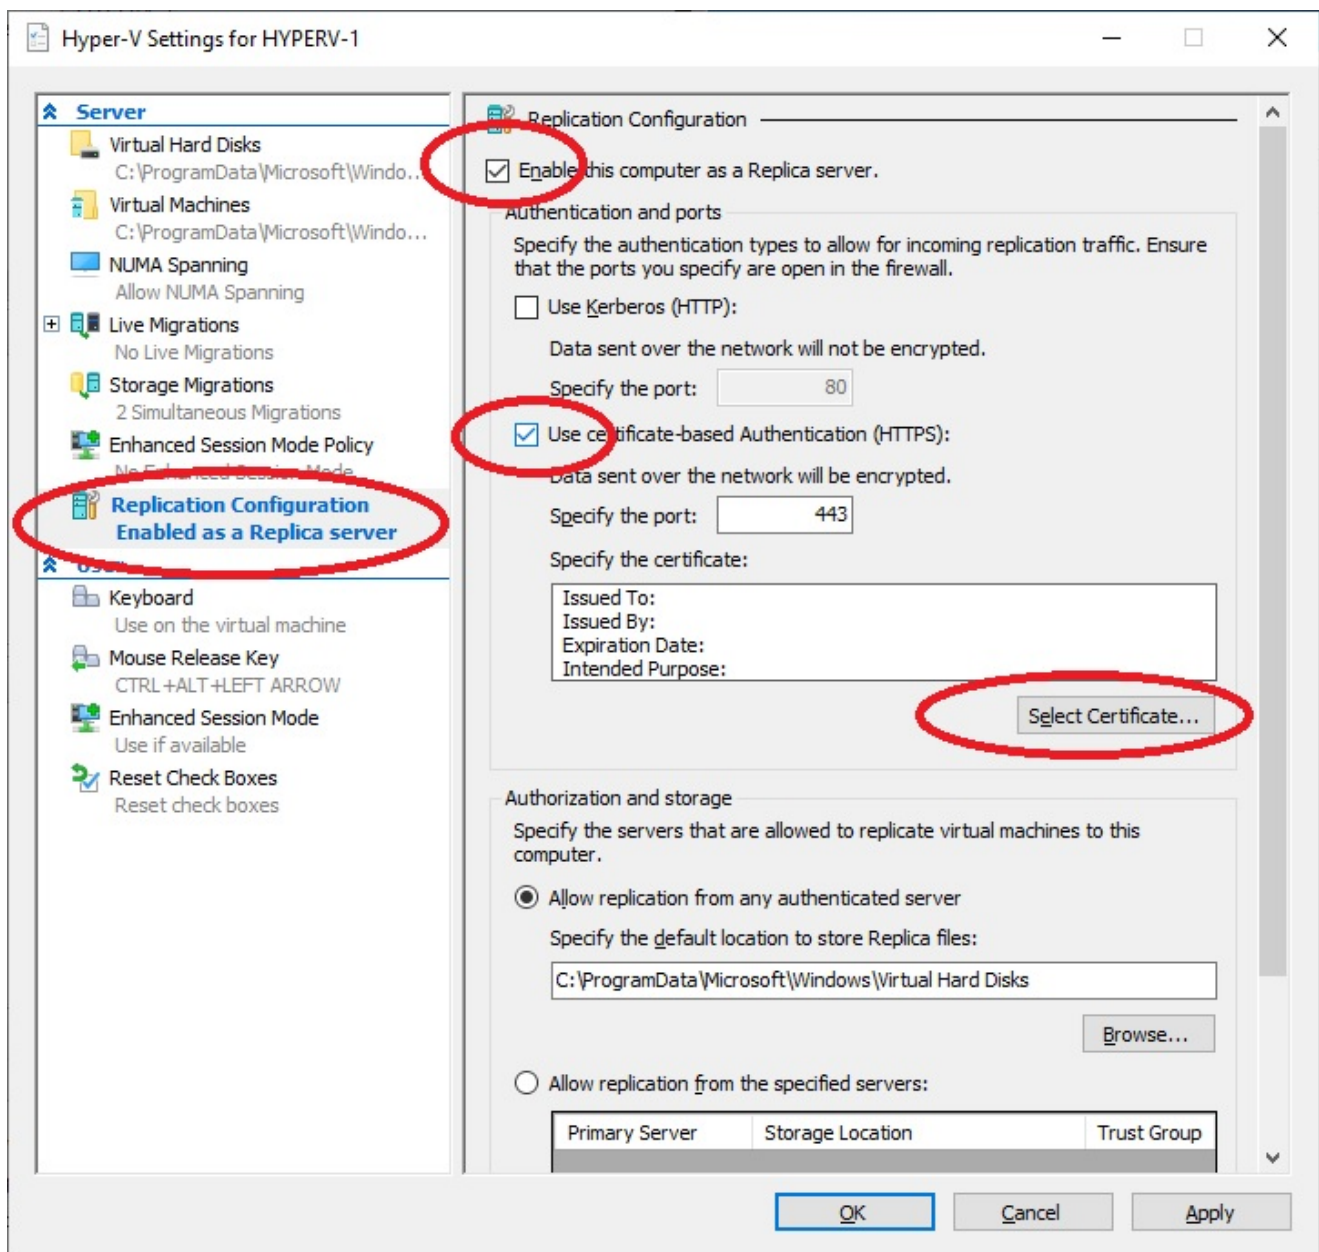 Hyper-V Settings for HYPERV-1
Server
Virtual Hard Disks
C:\ProgramData\Microsoft\Windo...
Virtual Machines
C:\ProgramData\Microsoft\Windo...
NUMA Spanning
Allow NUMA Spanning
Live Migrations
No Live Migrations
Storage Migrations
2 Simultaneous Migrations
Enhanced Session Mode Policy
No Enhanced Session Mode
Replication Configuration
Enabled as a Replica server
Keyboard
Use on the virtual machine
Mouse Release Key
CTRL+ALT+LEFT ARROW
Enhanced Session Mode
Use if available
Reset Check Boxes
Reset check boxes
Replication Configuration
Enable this computer as a Replica server.
Authentication and ports
Specify the authentication types to allow for incoming replication traffic. Ensure
that the ports you specify are open in the firewall.
Use Kerberos (HTTP):
Data sent over the network will not be encrypted.
Specify the port: 80
Use certificate-based Authentication (HTTPS):
Data sent over the network will be encrypted.
Specify the port: 443
Specify the certificate:
Issued To:
Issued By:
Expiration Date:
Intended Purpose:
Select Certificate...
Authorization and storage
Specify the servers that are allowed to replicate virtual machines to this
computer.
Allow replication from any authenticated server
Specify the default location to store Replica files:
C:\ProgramData\Microsoft\Windows\Virtual Hard Disks
Browse...
Allow replication from the specified servers:
Primary Server Storage Location Trust Group
OK Cancel Apply